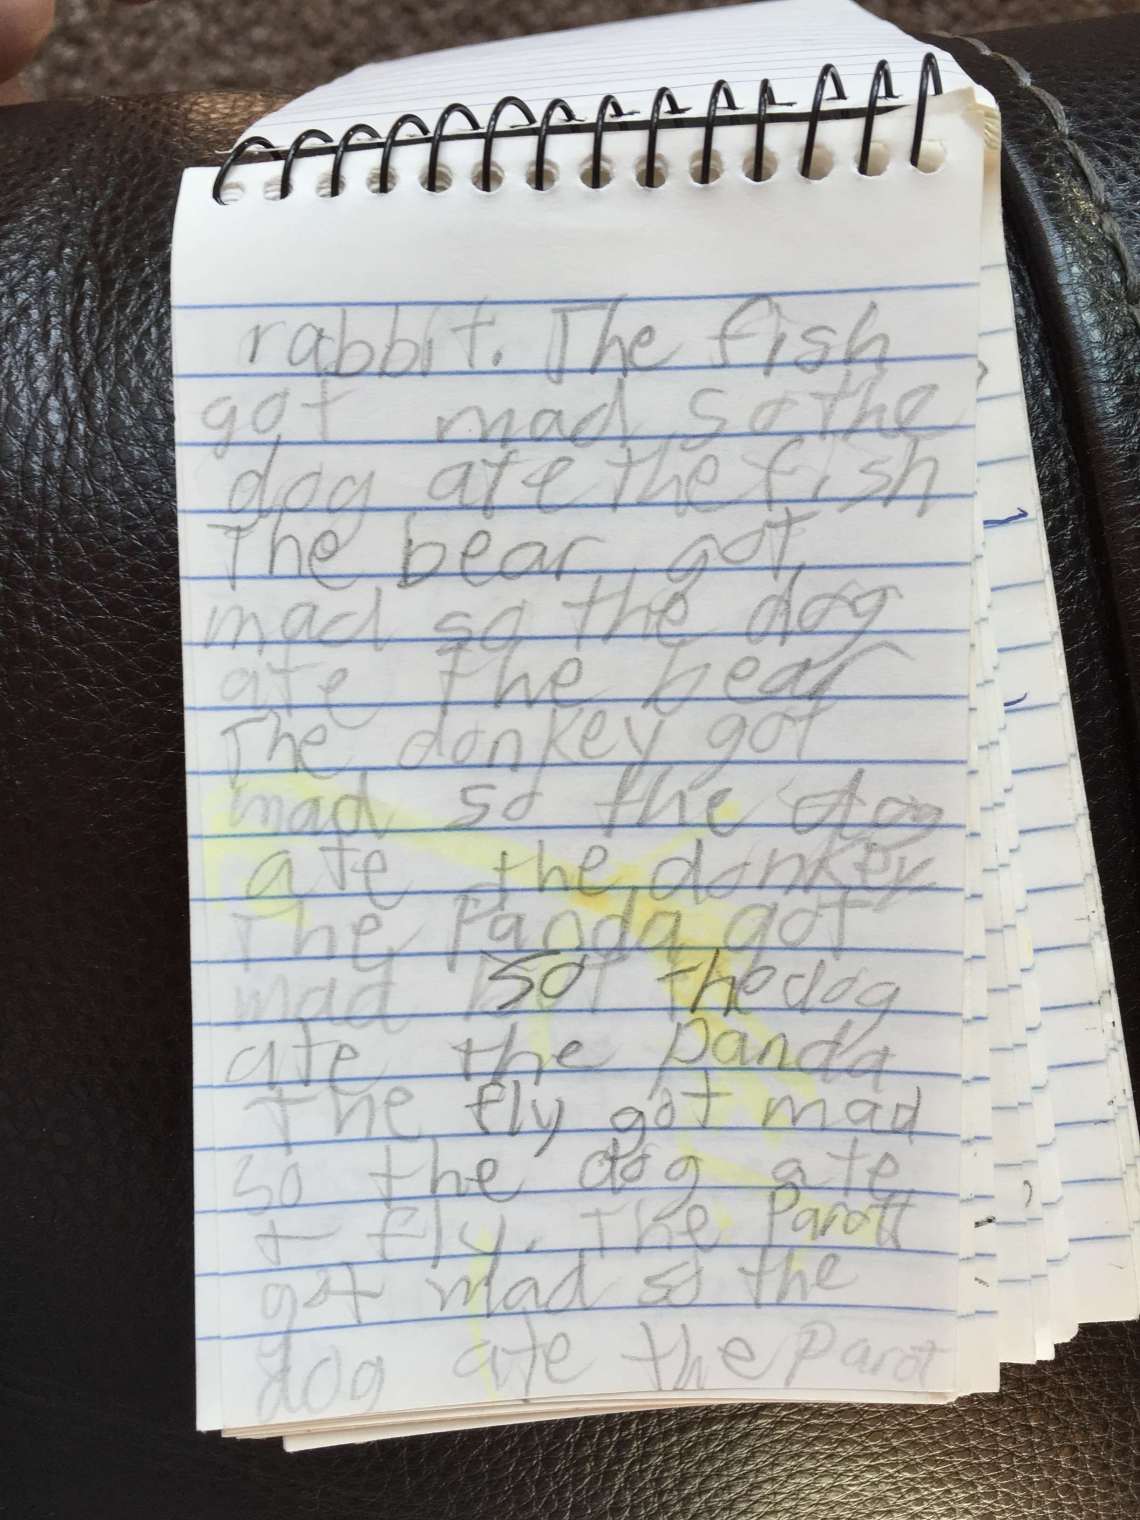 rabbit. The fish
got mad so the
dog ate the fish
The bear got
mad so the dog
ate the bear
The donkey got
mad so the dog
ate the donkey
The Panda got
mad so the dog
ate the panda
the fly got mad
so the dog ate
t fly. The Parott
got mad so the
dog ate the Parot